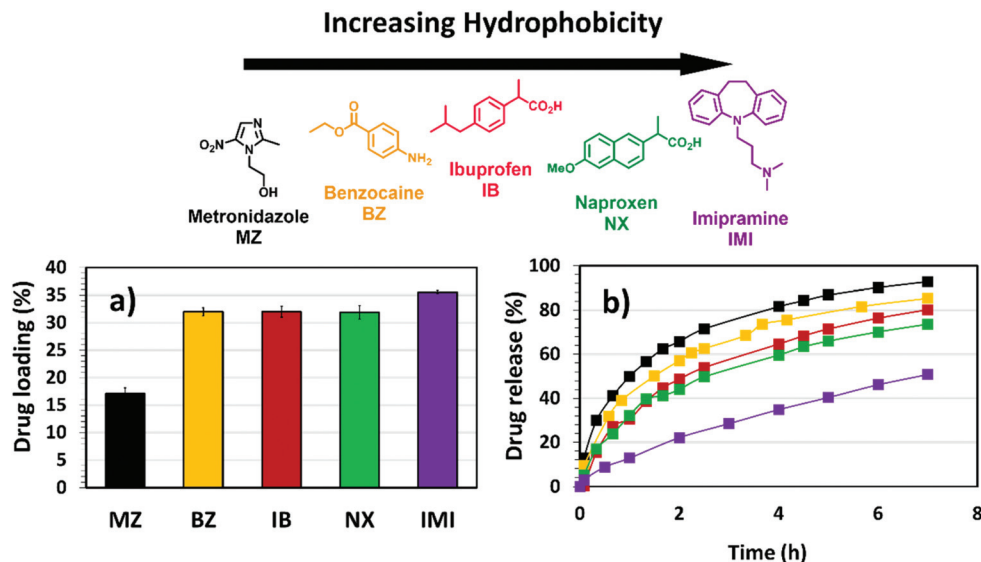 Increasing Hydrophobicity
O₂N
N
N
OH
Metronidazole
MZ
O
O
NH₂
Benzocaine
BZ
CO₂H
Ibuprofen
IB
MeO
CO₂H
Naproxen
NX
N
N
Imipramine
IMI
a)
Drug loading (%)
40
35
30
25
20
15
10
5
0
MZ BZ IB NX IMI
b)
Drug release (%)
100
80
60
40
20
0
0 2 4 6 8
Time (h)